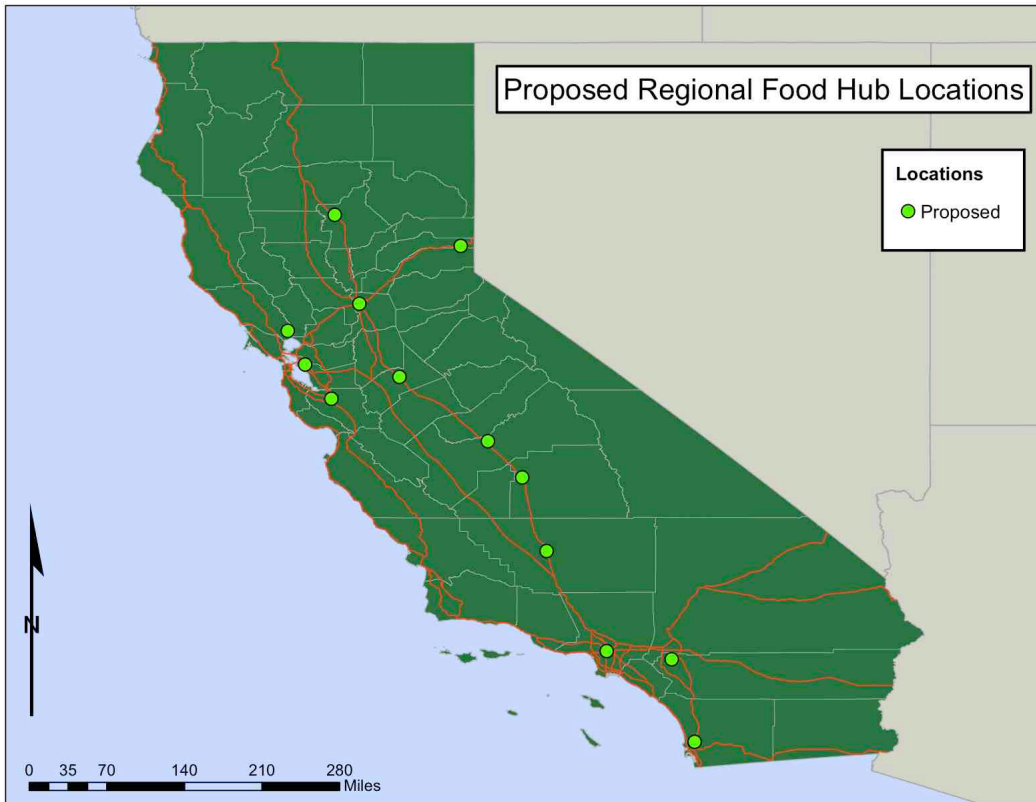 Proposed Regional Food Hub Locations
Locations
Proposed
N
0 35 70 140 210 280
Miles